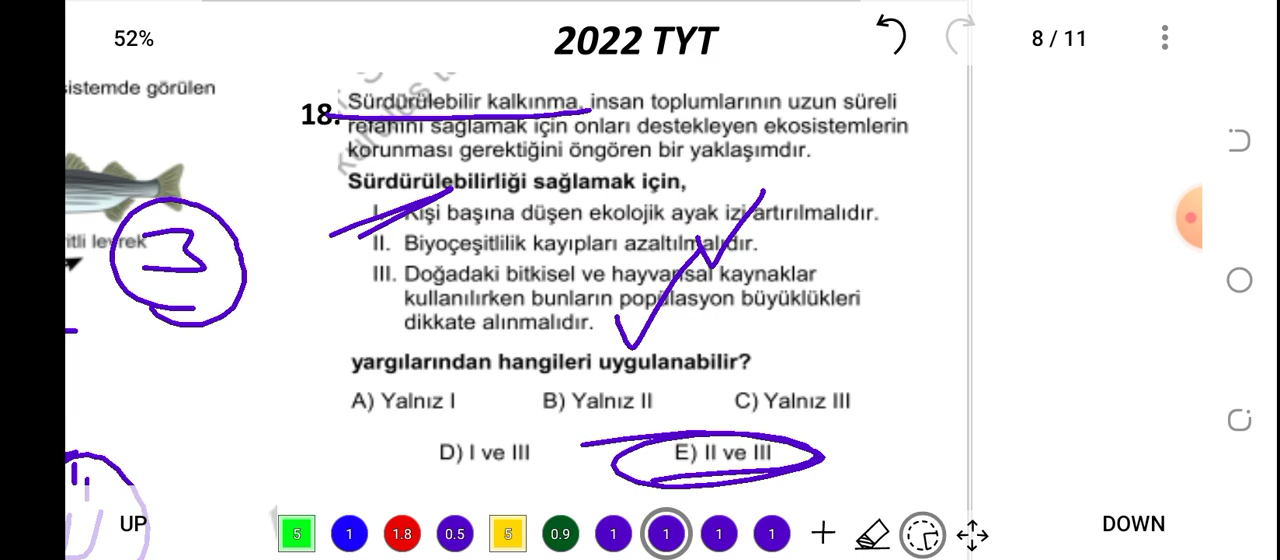 52%
2022 TYT
8 / 11
sistemde görülen
18. Sürdürülebilir kalkınma, insan toplumlarının uzun süreli
refahını sağlamak için onları destekleyen ekosistemlerin
korunması gerektiğini öngören bir yaklaşımdır.
Sürdürülebilirliği sağlamak için,
I. Kişi başına düşen ekolojik ayak izi artırılmalıdır.
II. Biyoçeşitlilik kayıpları azaltılmalıdır.
III. Doğadaki bitkisel ve hayvansal kaynaklar
kullanılırken bunların popülasyon büyüklükleri
dikkate alınmalıdır.
yargılarından hangileri uygulanabilir?
A) Yalnız I B) Yalnız II C) Yalnız III
D) I ve III E) II ve III
itli levrek
UP
5 1 1.8 0.5 5 0.9 1 1 1 1
DOWN